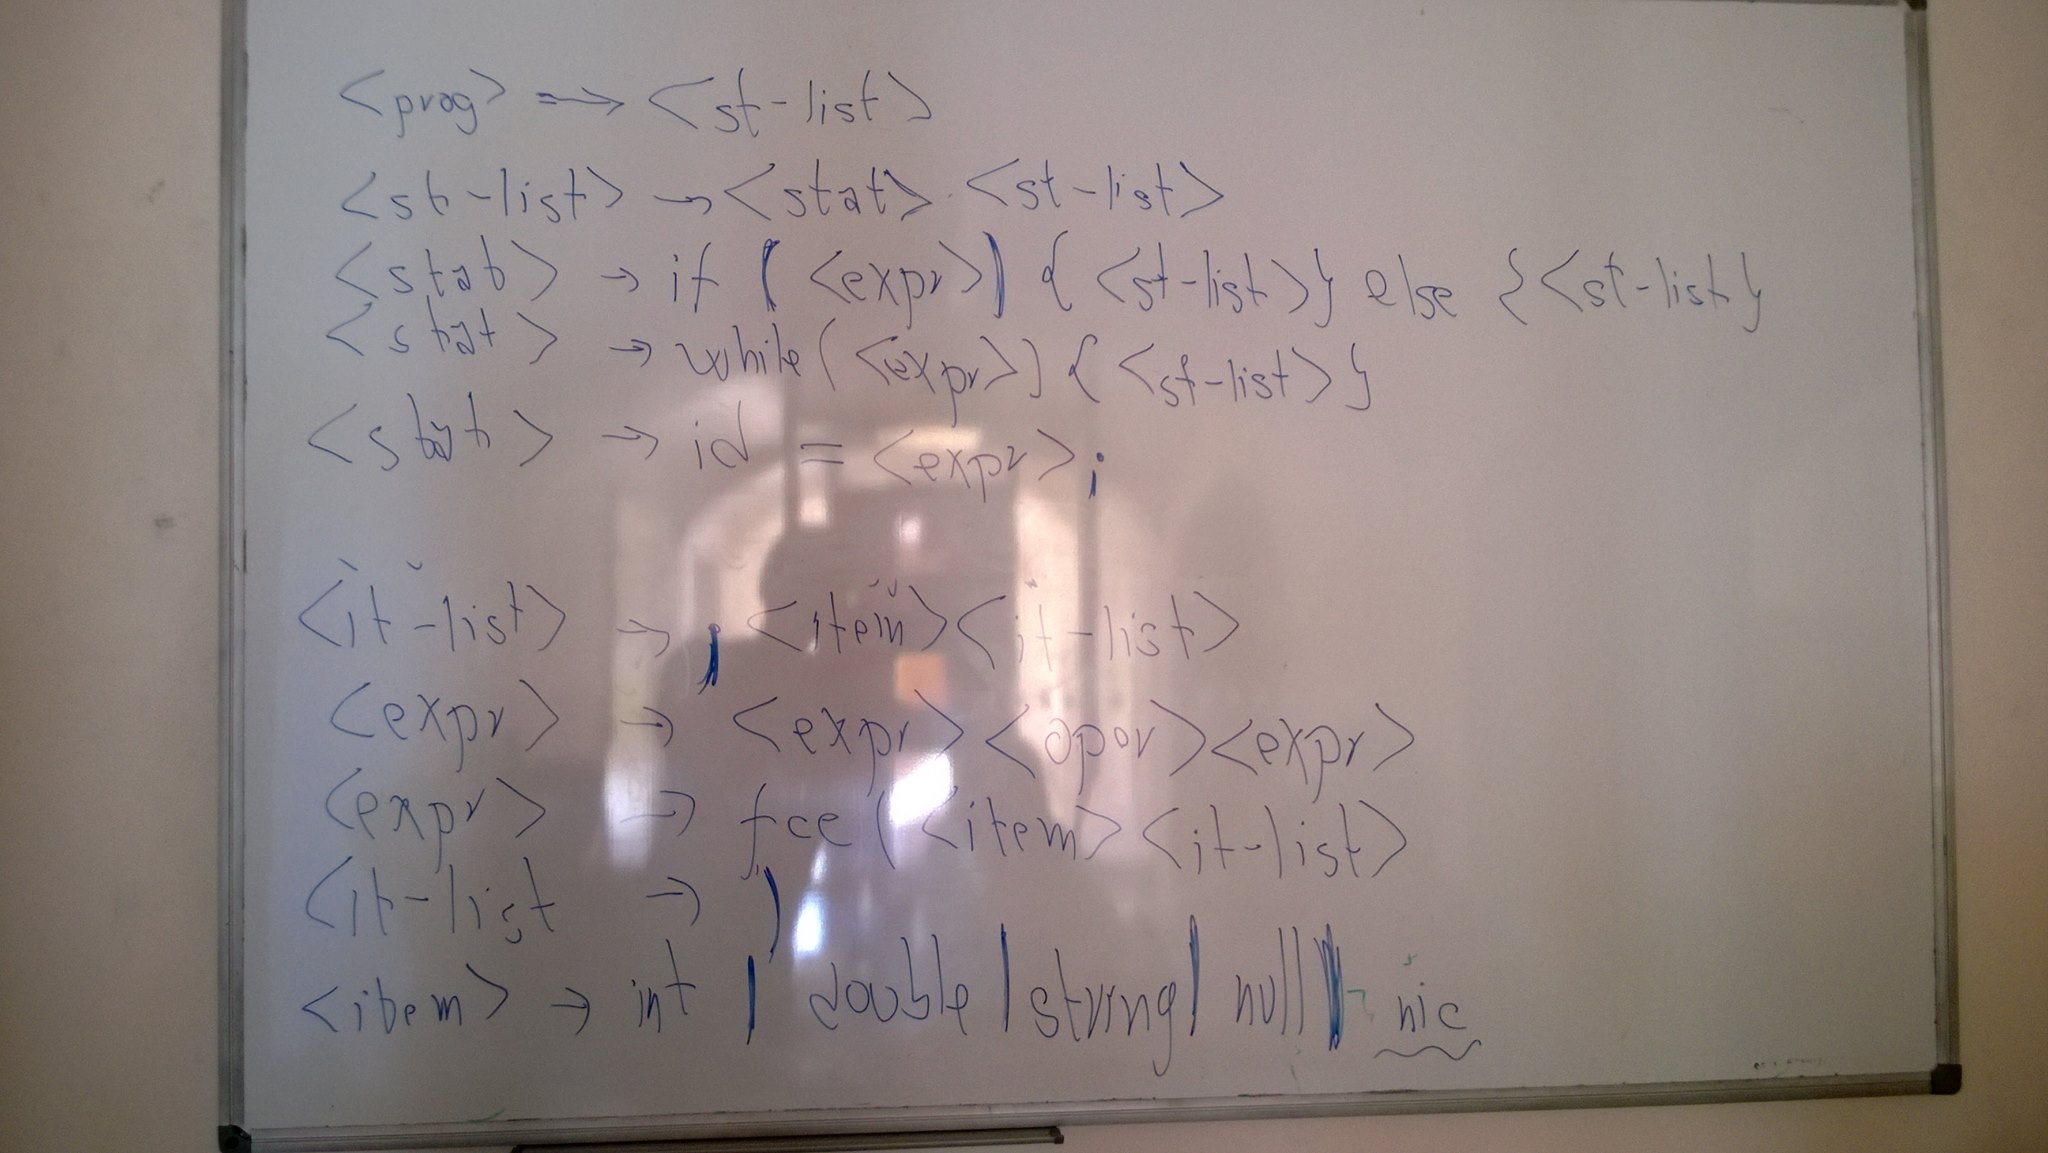 <prog> => <st-list>
<st-list> → <stat> <st-list>
<stat> → if ( <expr>) { <st-list>} else {<st-list}
<stat> → while(<expr>) {<st-list>}
<stat> → id = <expr>;
<it-list> → , <item><it-list>
<expr> → <expr><oper><expr>
<expr> → fce(<item><it-list>
<it-list → )
<item> → int | double | string | null | nic